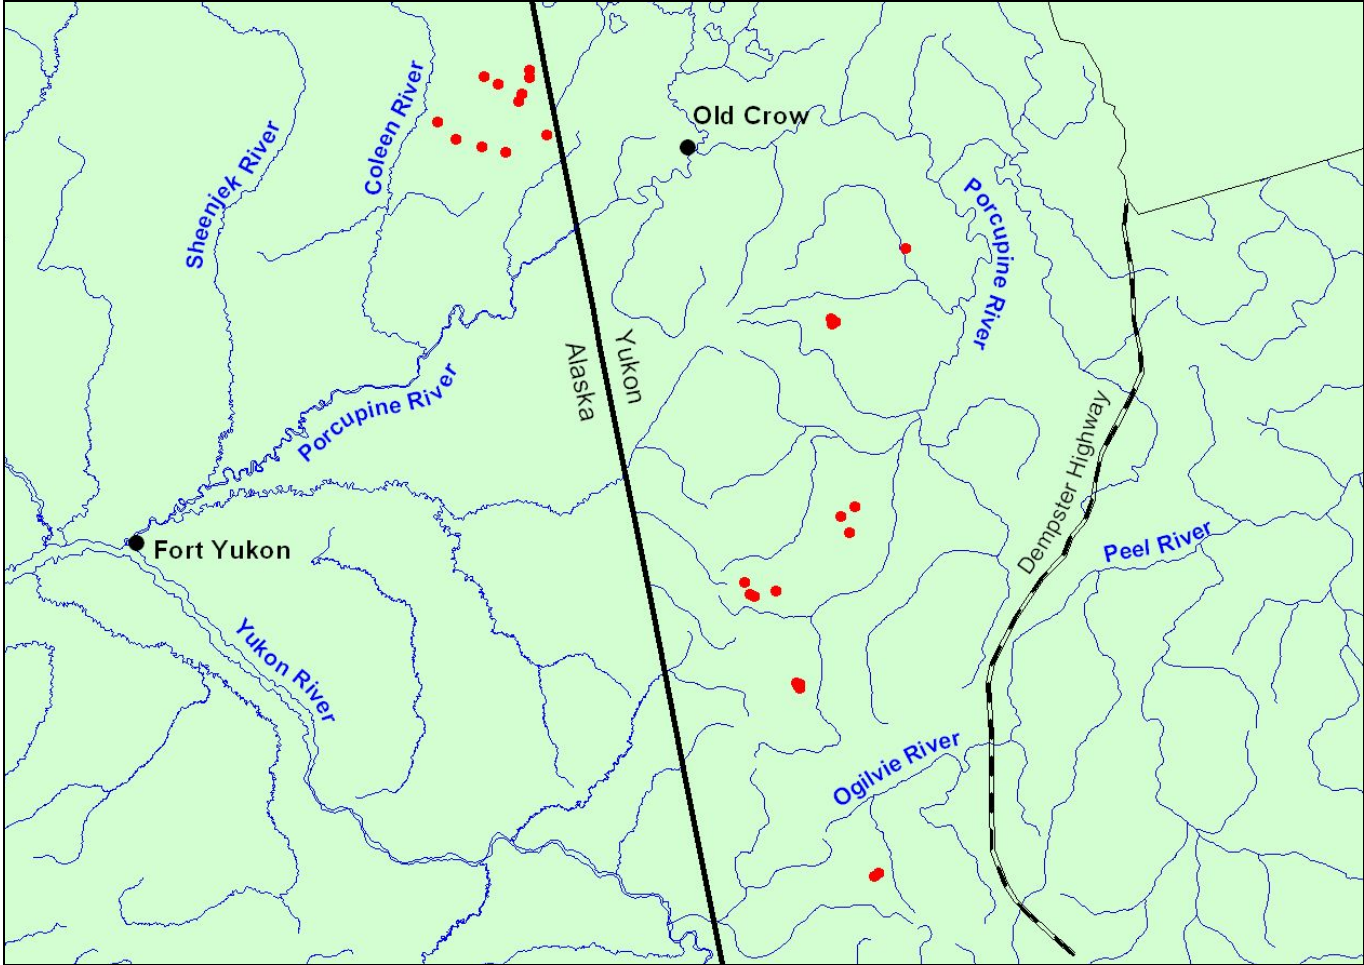 Old Crow
Coleen River
Sheenjek River
Porcupine River
Yukon
Alaska
Porcupine River
Dempster Highway
Peel River
Fort Yukon
Yukon River
Ogilvie River